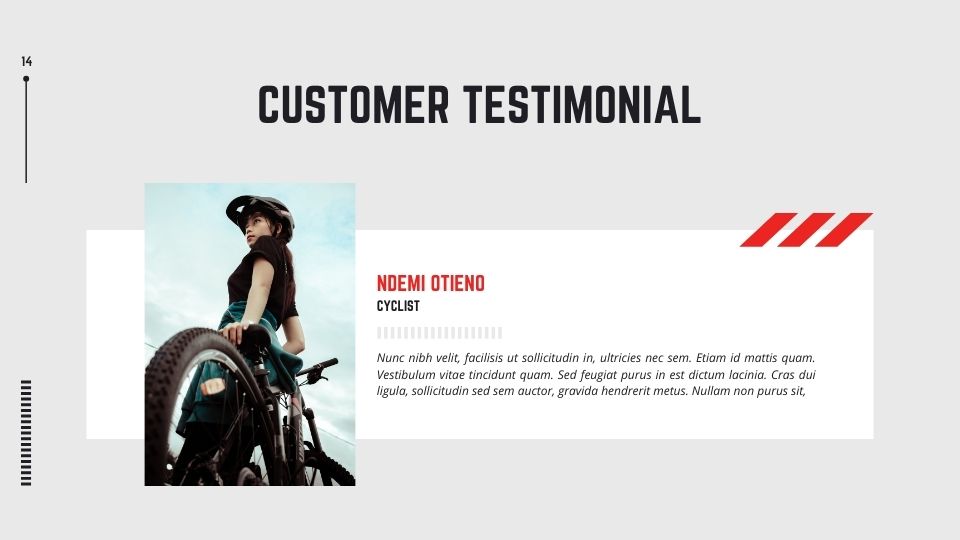 14
CUSTOMER TESTIMONIAL
NDEMI OTIENO
CYCLIST
Nunc nibh velit, facilisis ut sollicitudin in, ultricies nec sem. Etiam id mattis quam.
Vestibulum vitae tincidunt quam. Sed feugiat purus in est dictum lacinia. Cras dui
ligula, sollicitudin sed sem auctor, gravida hendrerit metus. Nullam non purus sit,